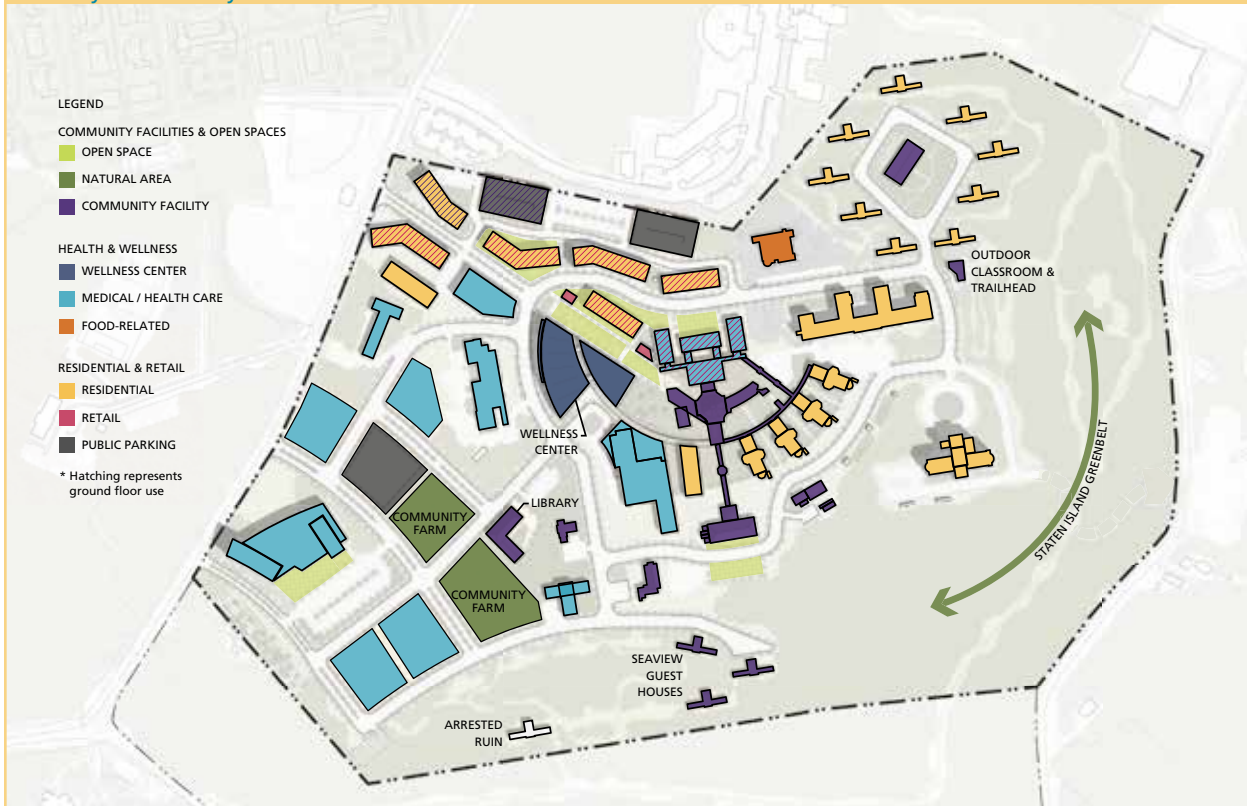 LEGEND
COMMUNITY FACILITIES & OPEN SPACES
OPEN SPACE
NATURAL AREA
COMMUNITY FACILITY
HEALTH & WELLNESS
WELLNESS CENTER
MEDICAL / HEALTH CARE
FOOD-RELATED
RESIDENTIAL & RETAIL
RESIDENTIAL
RETAIL
PUBLIC PARKING
* Hatching represents
ground floor use
OUTDOOR
CLASSROOM &
TRAILHEAD
WELLNESS
CENTER
LIBRARY
COMMUNITY
FARM
COMMUNITY
FARM
STATEN ISLAND GREENBELT
SEAVIEW
GUEST
HOUSES
ARRESTED
RUIN